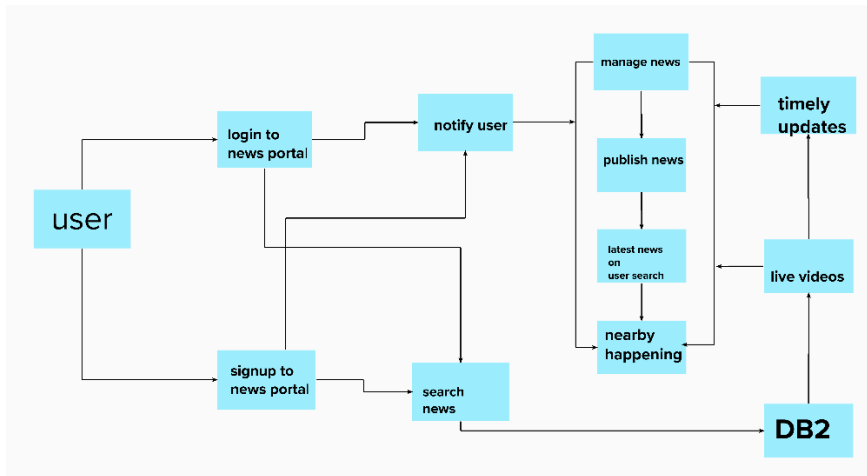 user
login to
news portal
signup to
news portal
notify user
search
news
manage news
publish news
latest news
on
user search
nearby
happening
timely
updates
live videos
DB2